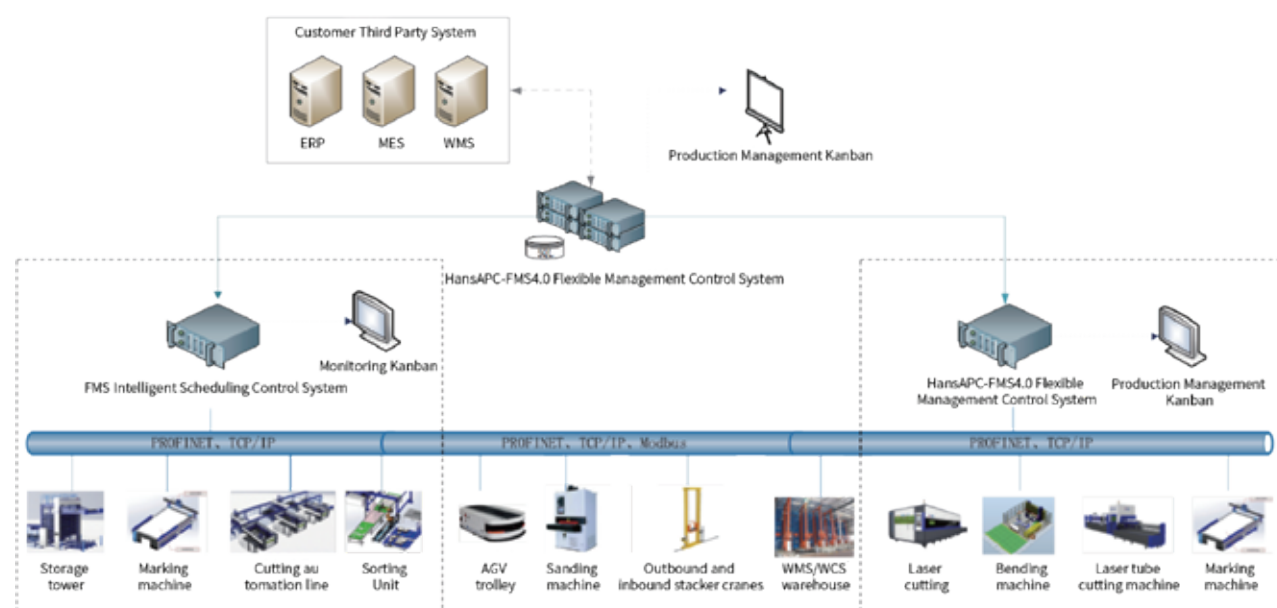 Customer Third Party System
ERP
MES
WMS
Production Management Kanban
HansAPC-FMS4.0 Flexible Management Control System
Monitoring Kanban
FMS Intelligent Scheduling Control System
HansAPC-FMS4.0 Flexible
Management Control System
Production Management
Kanban
PROFINET、TCP/IP
PROFINET、TCP/IP、Modbus
PROFINET、TCP/IP
Storage
tower
Marking
machine
Cutting au
tomation line
Sorting
Unit
AGV
trolley
Sanding
machine
Outbound and
inbound stacker cranes
WMS/WCS
warehouse
Laser
cutting
Bending
machine
Laser tube
cutting machine
Marking
machine